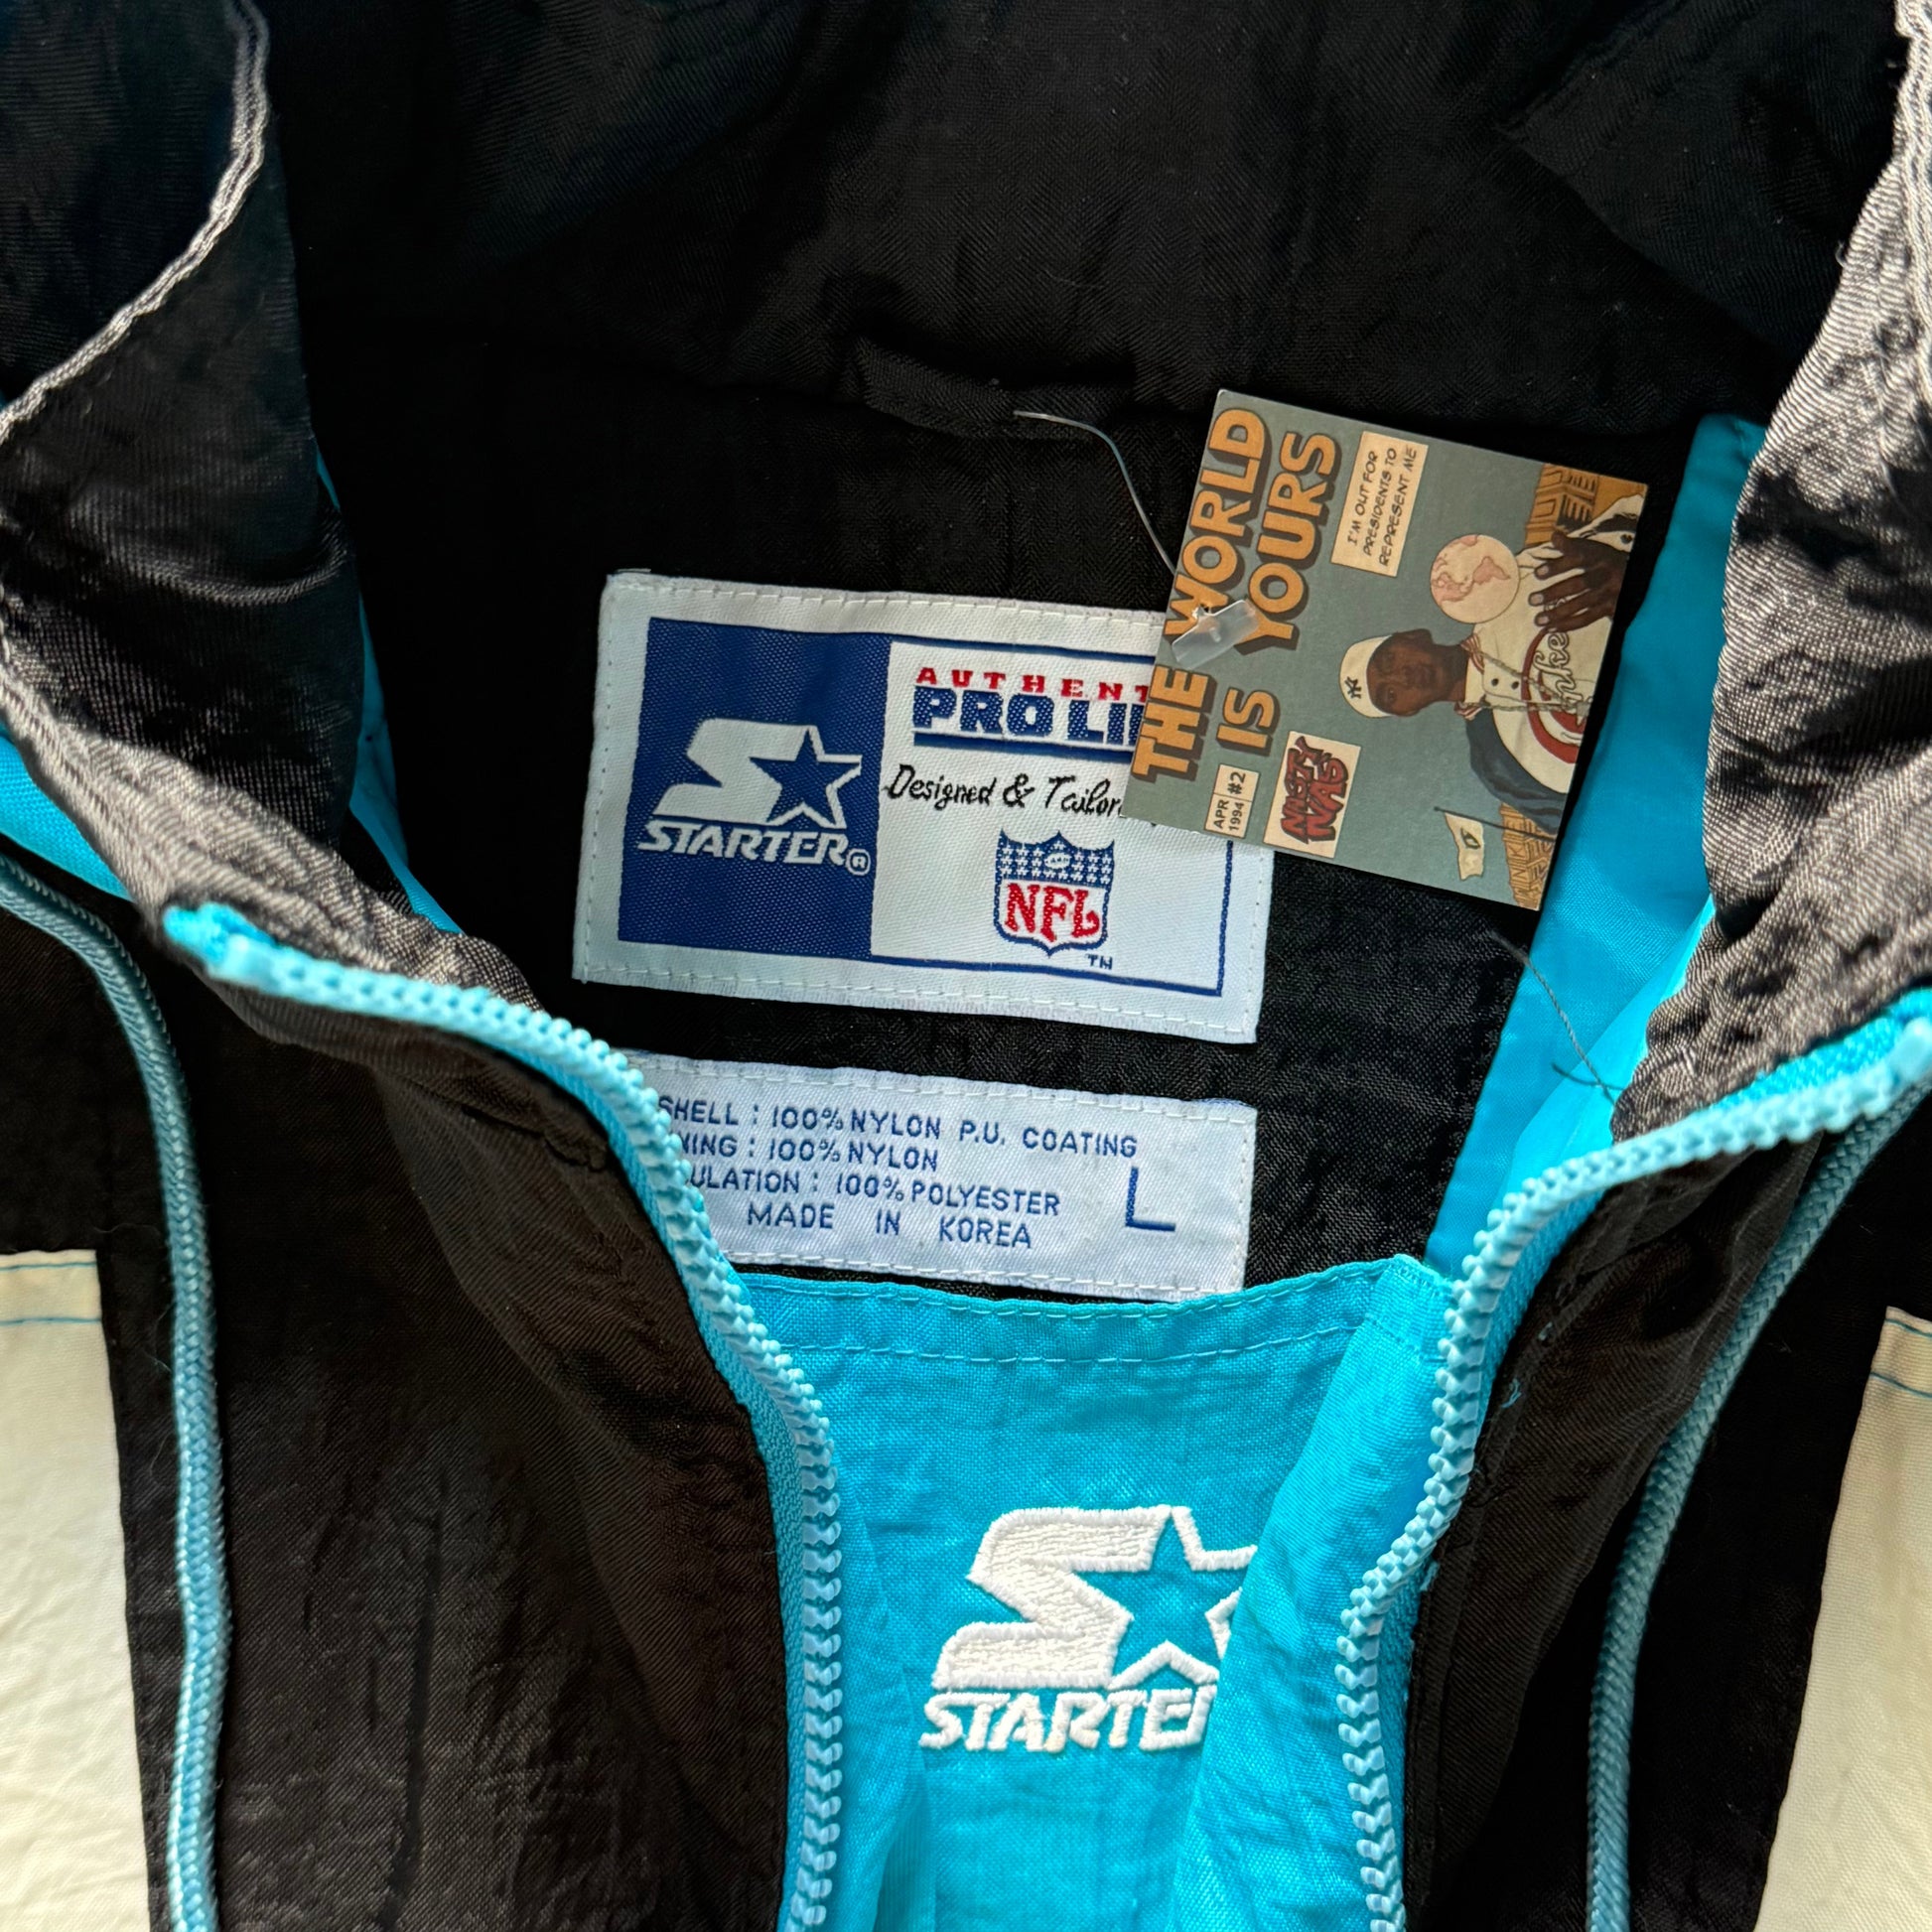 AUTHENT
PRO LI
Designed & Tailor
STARTER®
NFL
TM
THE WORLD
IS YOURS
I'M OUT FOR
PRESIDENTS TO
REPRESENT ME
APR
1994
#2
NASTY
NAS
NY
SHELL : 100% NYLON P.U. COATING
NING : 100% NYLON
ULATION : 100% POLYESTER
MADE IN KOREA
L
STARTER